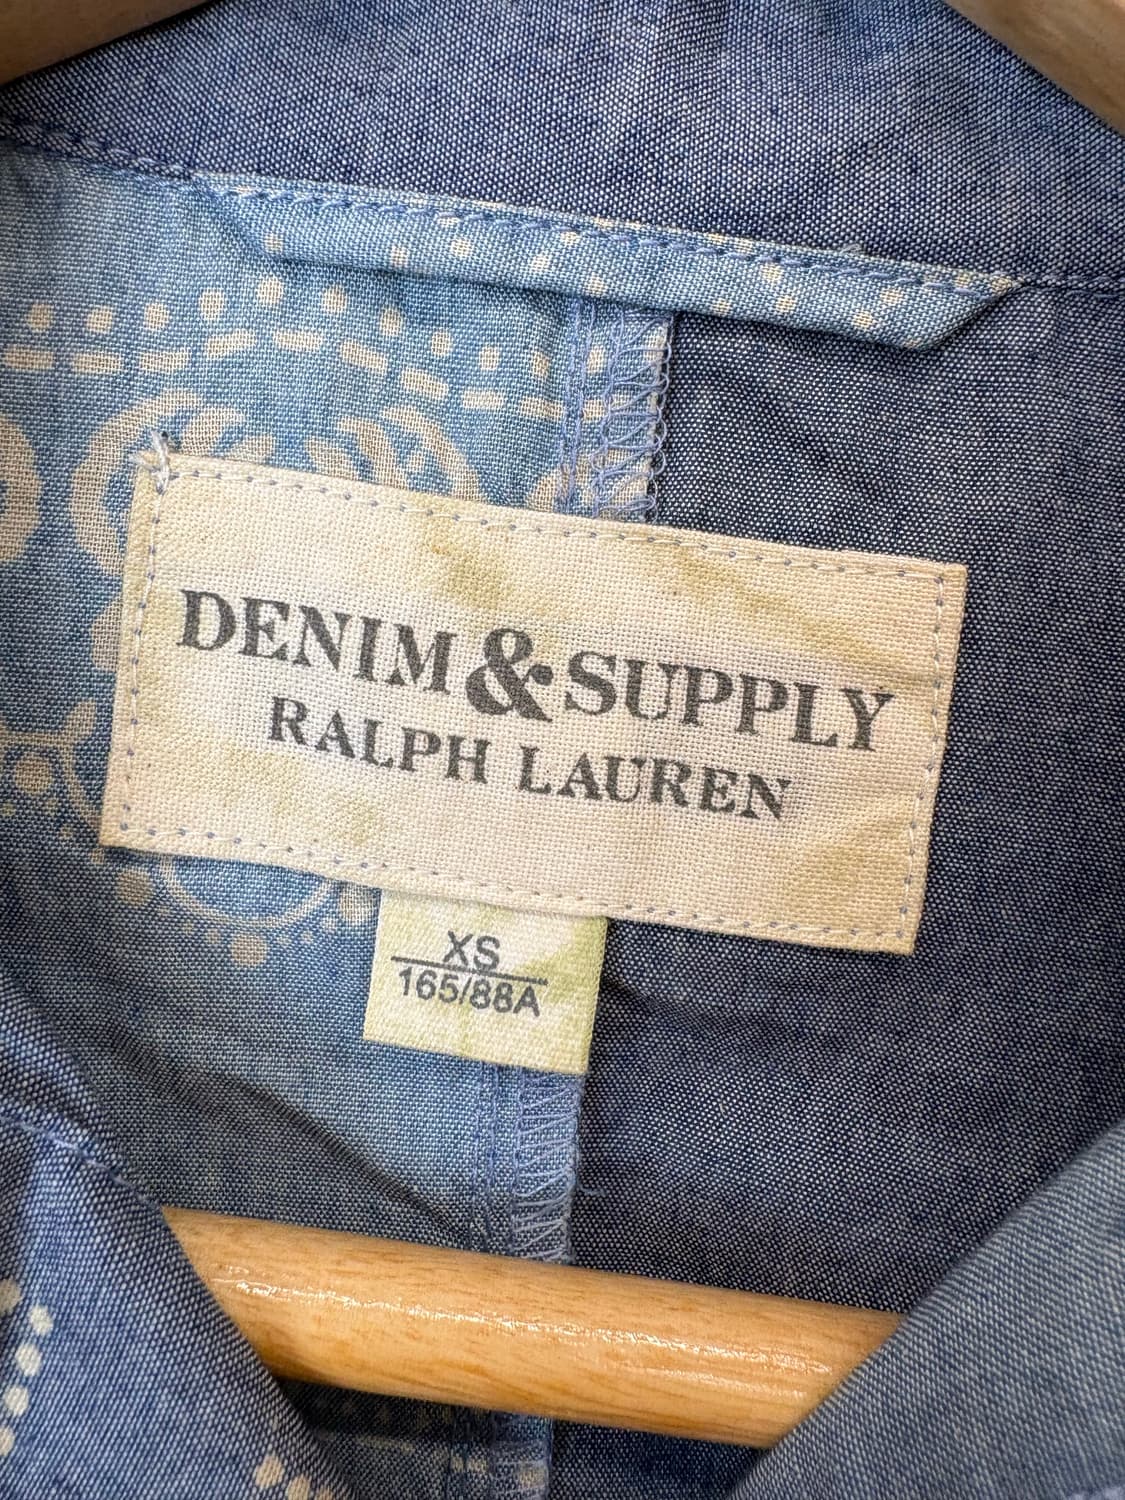 DENIM & SUPPLY
RALPH LAUREN
XS
165/88A